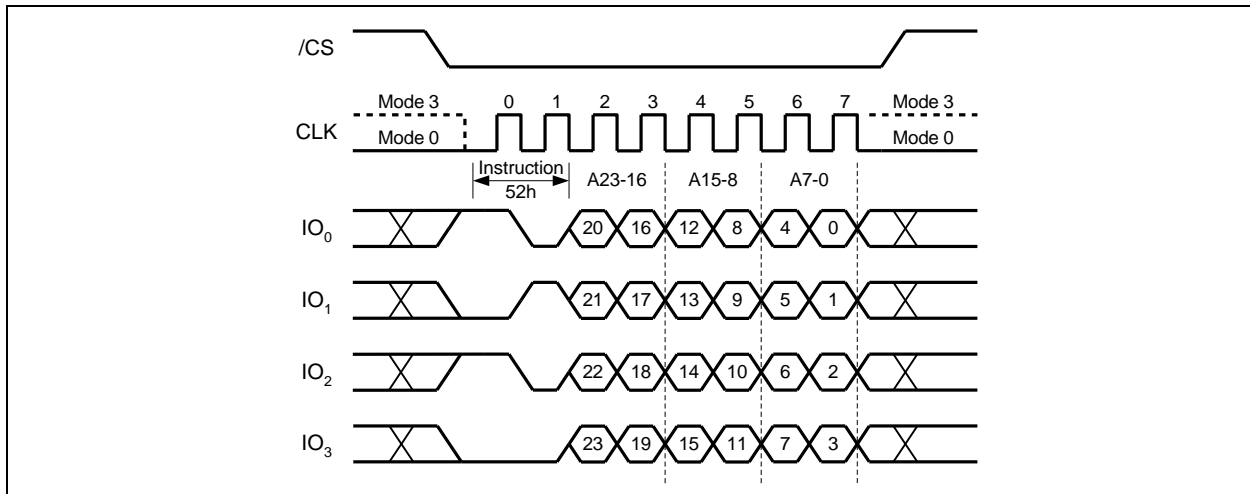 /CS
Mode 3 0 1 2 3 4 5 6 7 Mode 3
CLK
Mode 0 Mode 0
Instruction A23-16 A15-8 A7-0
52h
IO0 20 16 12 8 4 0
IO1 21 17 13 9 5 1
IO2 22 18 14 10 6 2
IO3 23 19 15 11 7 3